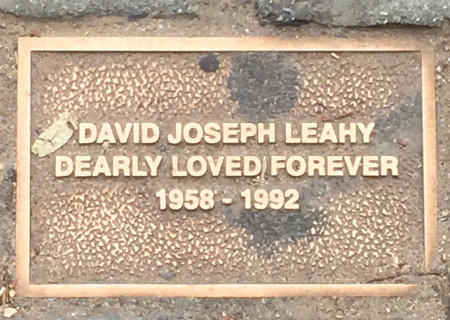 DAVID JOSEPH LEAHY
DEARLY LOVED FOREVER
1958 - 1992